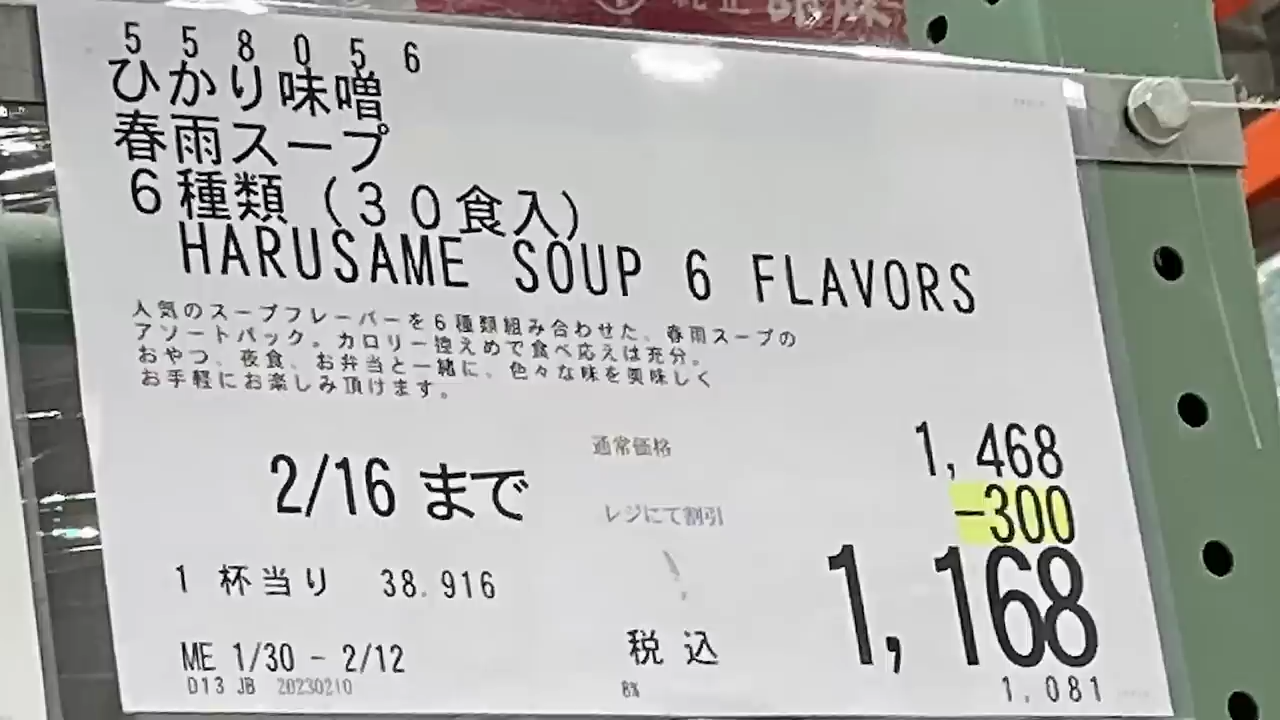 558056
ひかり味噌
春雨スープ
6種類（30食入）
HARUSAME SOUP 6 FLAVORS
人気のスープフレーバーを6種類組み合わせた、春雨スープの
アソートパック。カロリー控えめで食べ応えは充分。
おやつ、夜食、お弁当と一緒に、色々な味を美味しく
お手軽にお楽しみ頂けます。
通常価格 1,468
2/16 まで
レジにて割引 -300
1 杯当り 38.916
1,168
税込
ME 1/30 - 2/12
D13 JB 20230210
8% 1,081